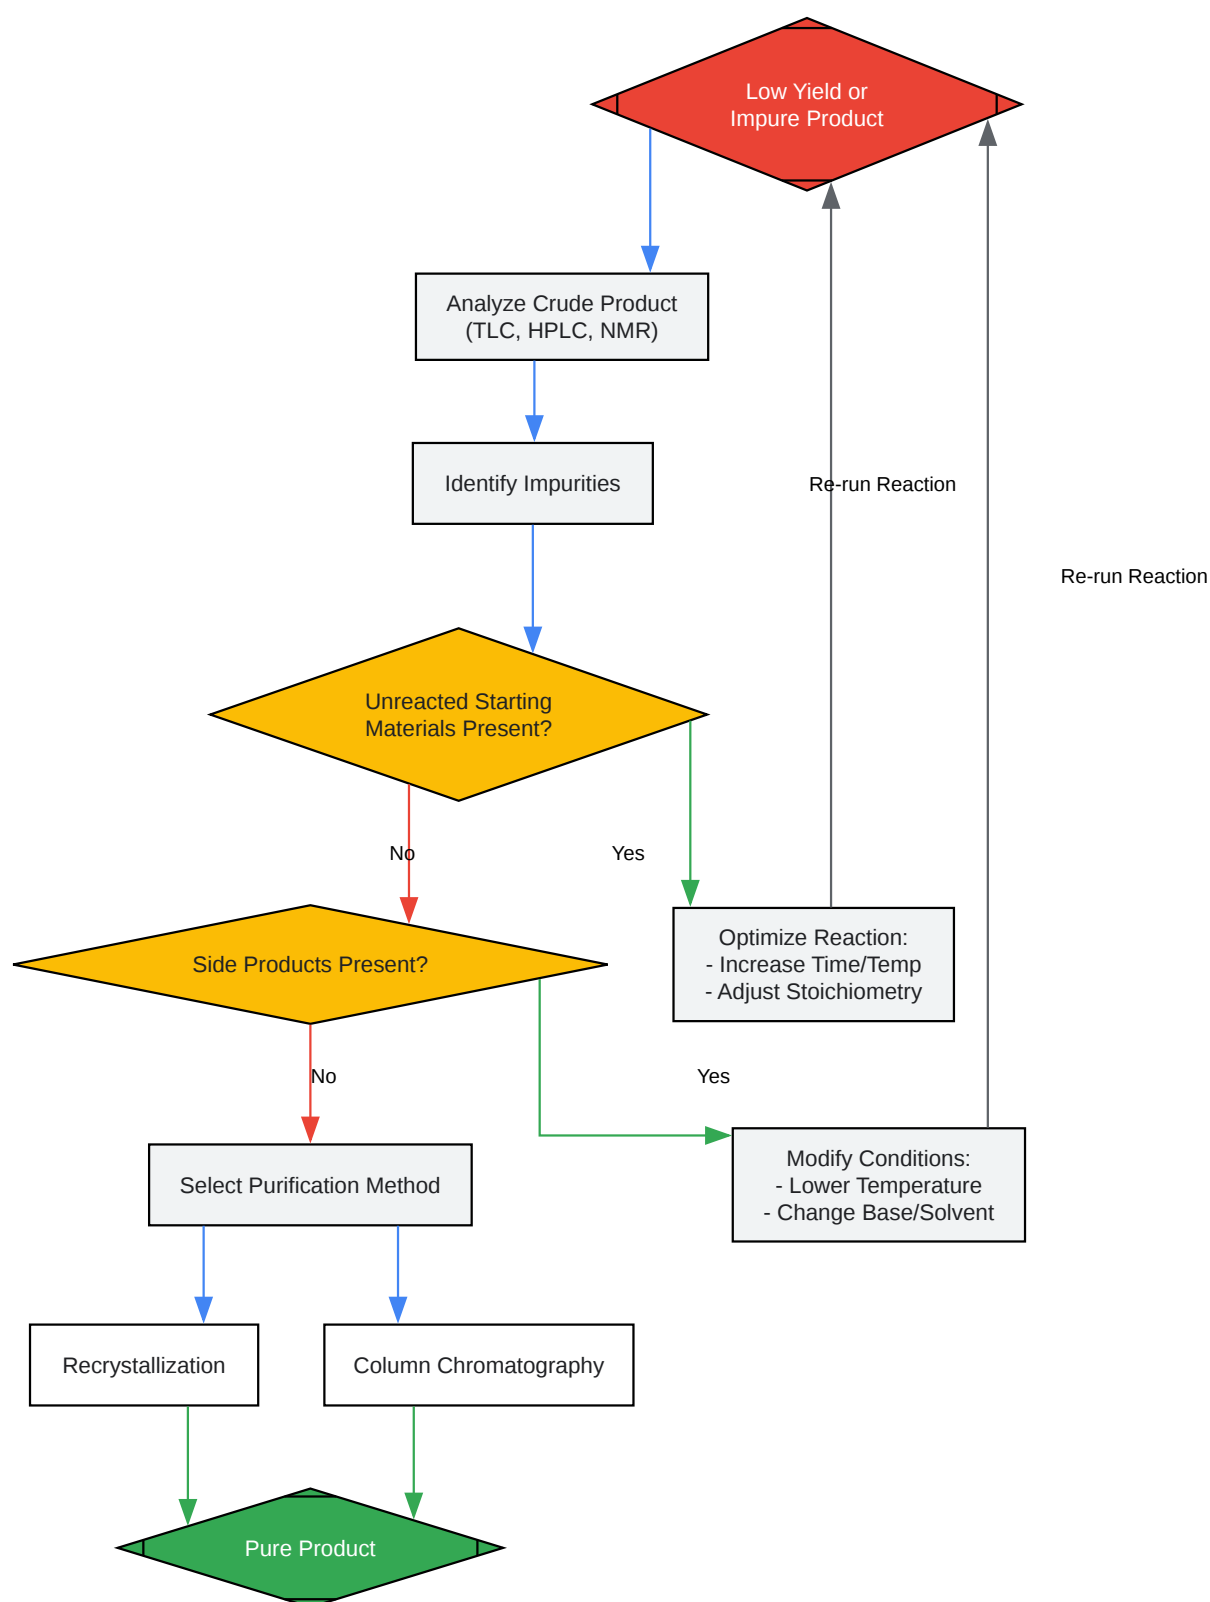 Low Yield or
Impure Product
Analyze Crude Product
(TLC, HPLC, NMR)
Identify Impurities
Re-run Reaction
Re-run Reaction
Unreacted Starting
Materials Present?
No
Yes
Optimize Reaction:
- Increase Time/Temp
- Adjust Stoichiometry
Side Products Present?
No
Yes
Modify Conditions:
- Lower Temperature
- Change Base/Solvent
Select Purification Method
Recrystallization
Column Chromatography
Pure Product